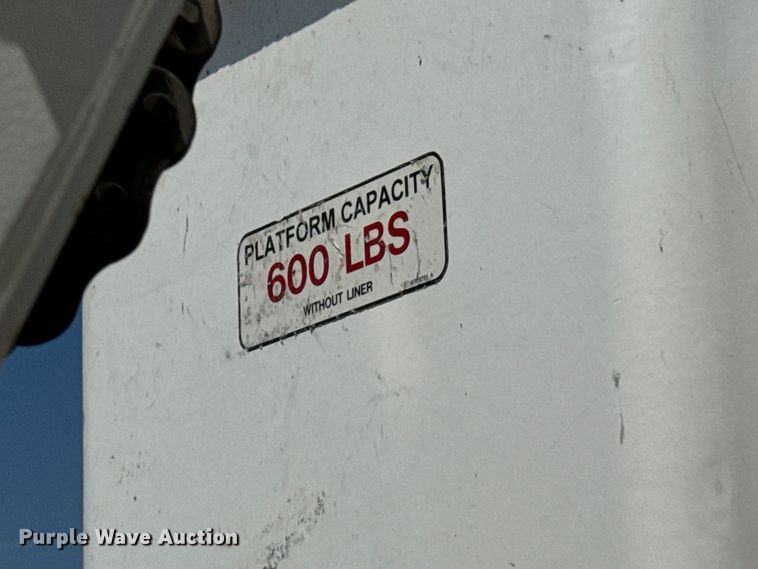 PLATFORM CAPACITY
600 LBS
WITHOUT LINER
Purple Wave Auction